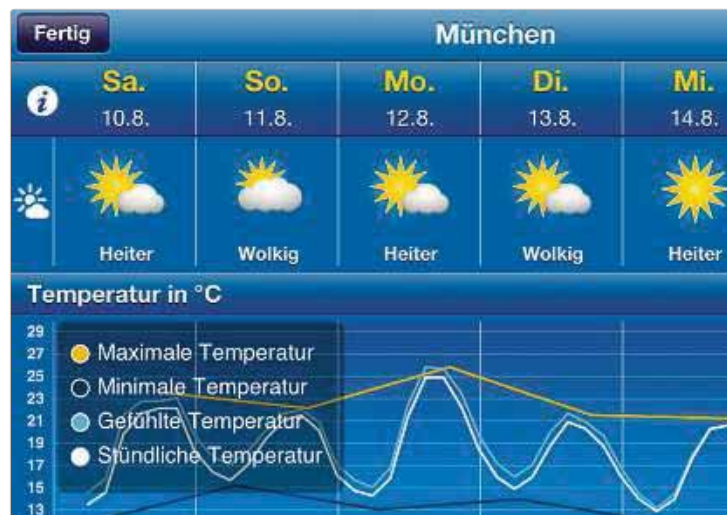 Fertig
München
Sa. So. Mo. Di. Mi.
10.8. 11.8. 12.8. 13.8. 14.8.
Heiter Wolkig Heiter Wolkig Heiter
Temperatur in °C
29
27
25
23
21
19
17
15
13
Maximale Temperatur
Minimale Temperatur
Gefühlte Temperatur
Stündliche Temperatur